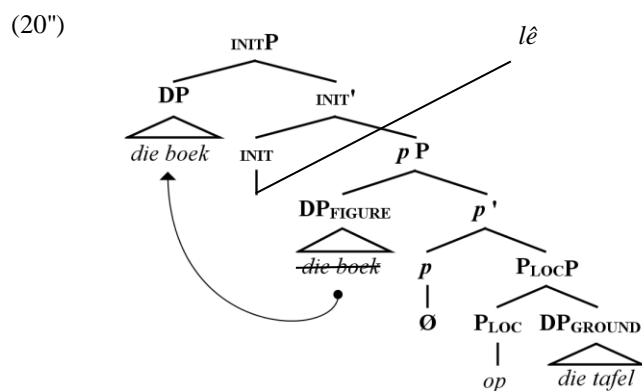 (20")
lê
INITP
DP
INIT'
die boek
INIT
pP
DPFIGURE
p'
die boek
p
PLOCP
Ø
PLOC
DPGROUND
op
die tafel